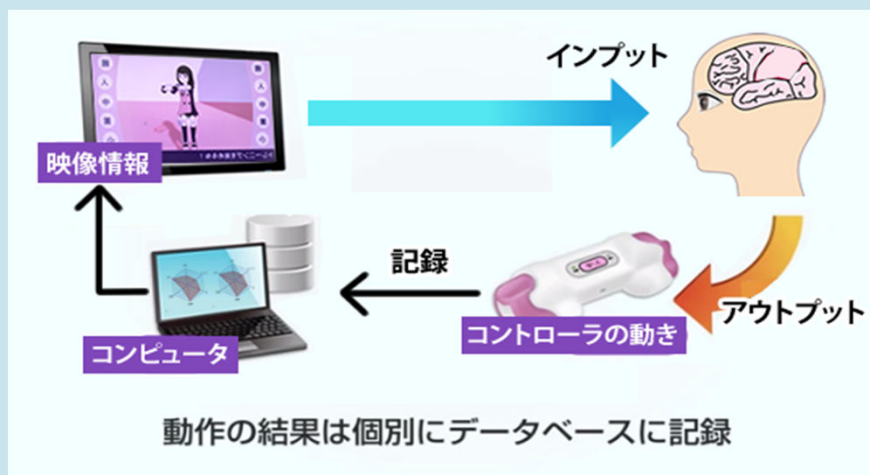 インプット
映像情報
記録
アウトプット
コントローラの動き
コンピュータ
動作の結果は個別にデータベースに記録